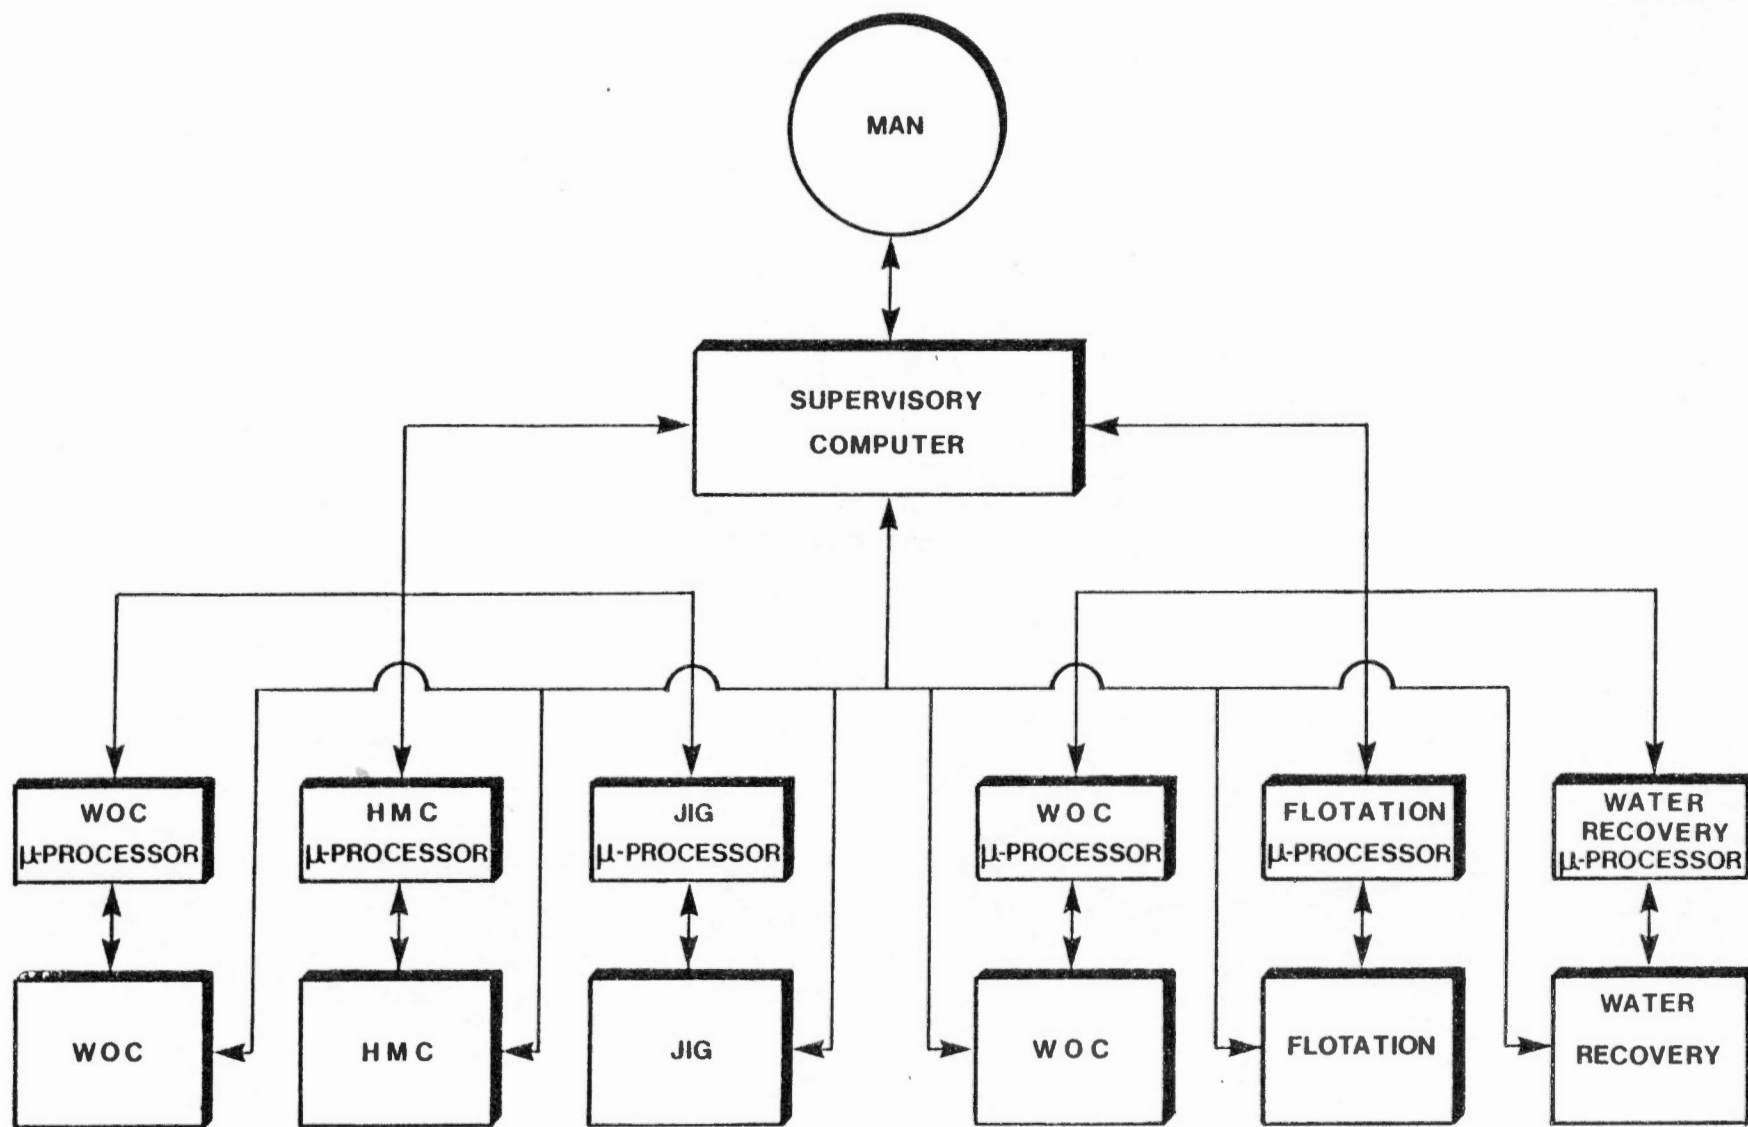 MAN
SUPERVISORY
COMPUTER
WOC
µ-PROCESSOR
HMC
µ-PROCESSOR
JIG
µ-PROCESSOR
WOC
µ-PROCESSOR
FLOTATION
µ-PROCESSOR
WATER
RECOVERY
µ-PROCESSOR
WOC
HMC
JIG
WOC
FLOTATION
WATER
RECOVERY